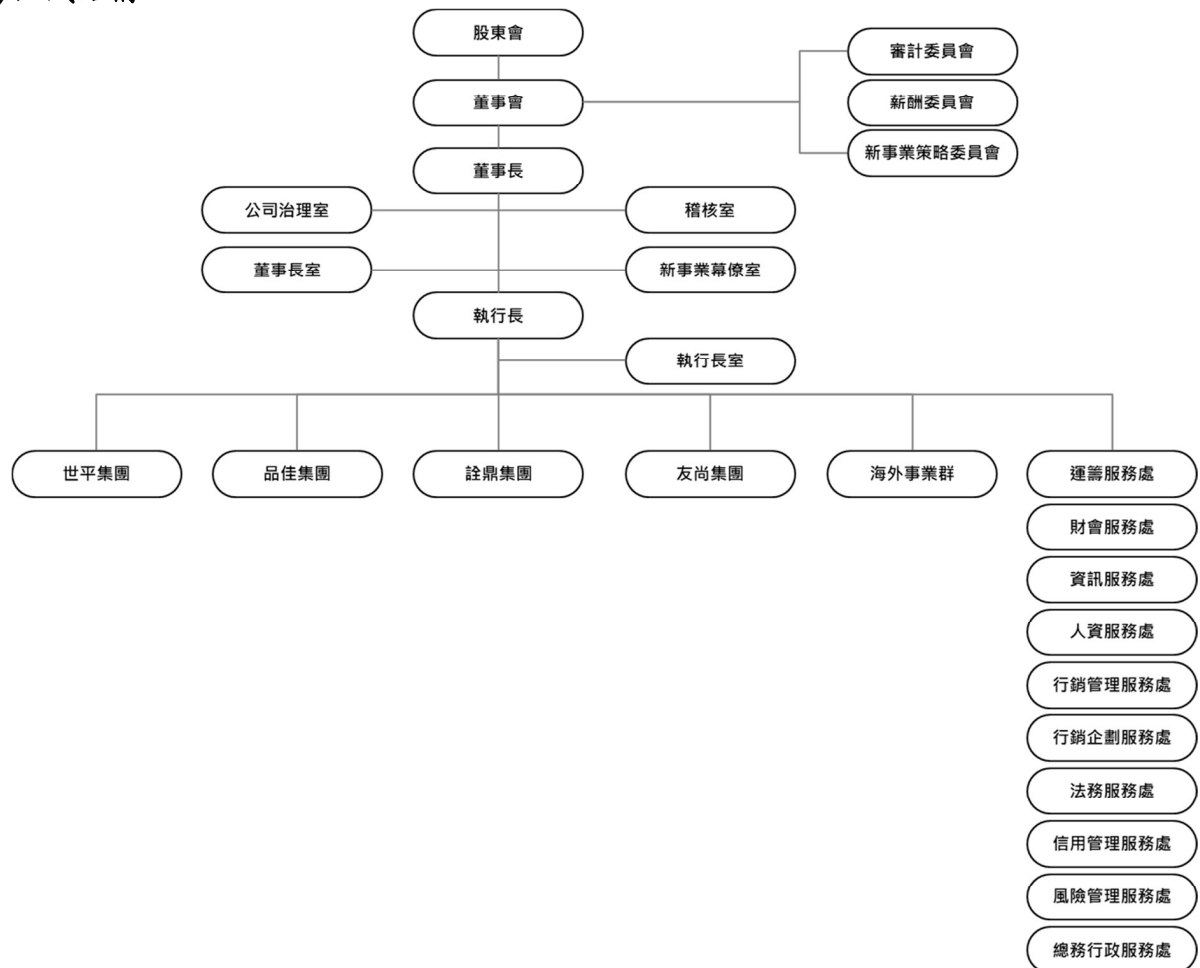 股東會
審計委員會
董事會
薪酬委員會
新事業策略委員會
董事長
公司治理室
稽核室
董事長室
新事業幕僚室
執行長
執行長室
世平集團
品佳集團
詮鼎集團
友尚集團
海外事業群
運籌服務處
財會服務處
資訊服務處
人資服務處
行銷管理服務處
行銷企劃服務處
法務服務處
信用管理服務處
風險管理服務處
總務行政服務處